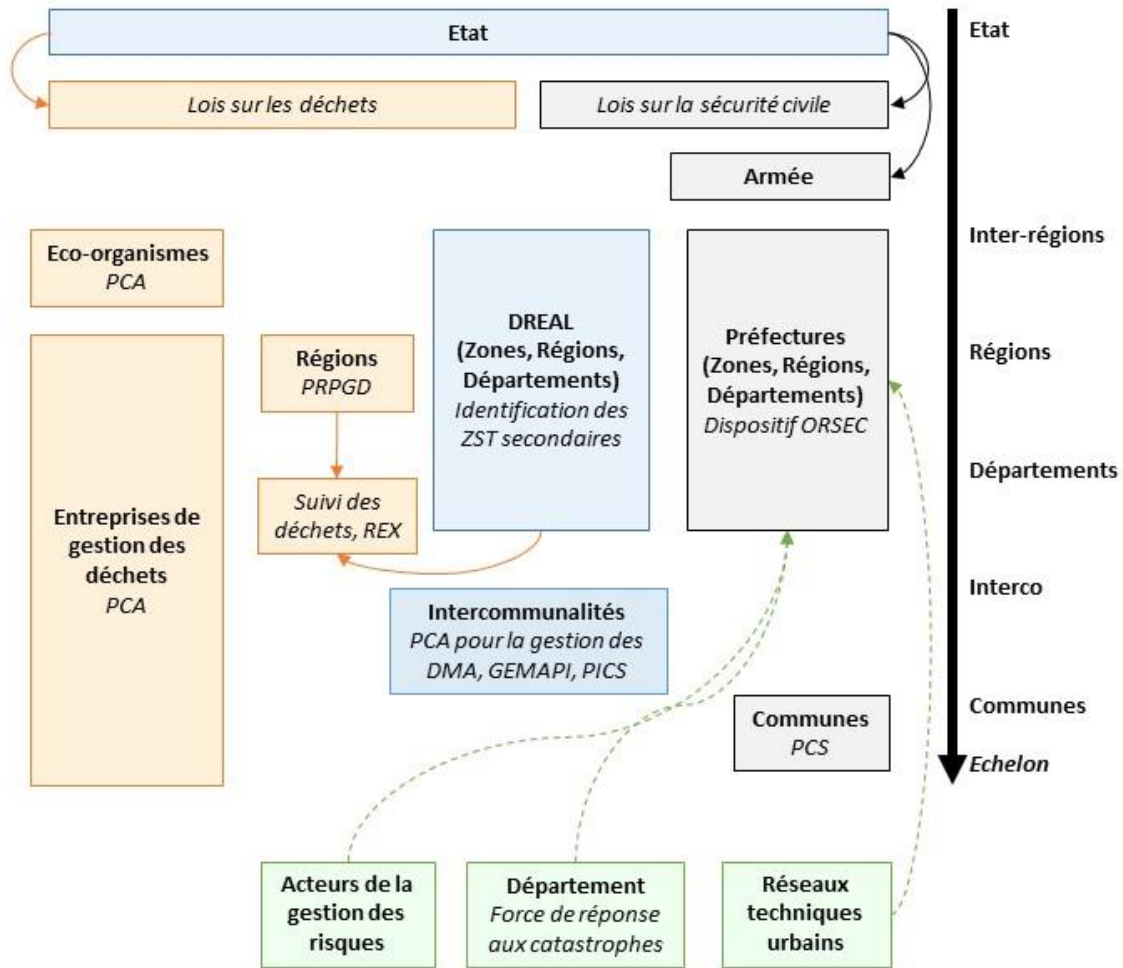 Etat
Etat
Lois sur les déchets
Lois sur la sécurité civile
Armée
Inter-régions
Eco-organismes
PCA
DREAL
(Zones, Régions,
Départements)
Identification des
ZST secondaires
Préfectures
(Zones, Régions,
Départements)
Dispositif ORSEC
Régions
Régions
PRPGD
Départements
Suivi des
déchets, REX
Entreprises de
gestion des
déchets
PCA
Interco
Intercommunalités
PCA pour la gestion des
DMA, GEMAPI, PICS
Communes
Communes
PCS
Echelon
Acteurs de la
gestion des
risques
Département
Force de réponse
aux catastrophes
Réseaux
techniques
urbains